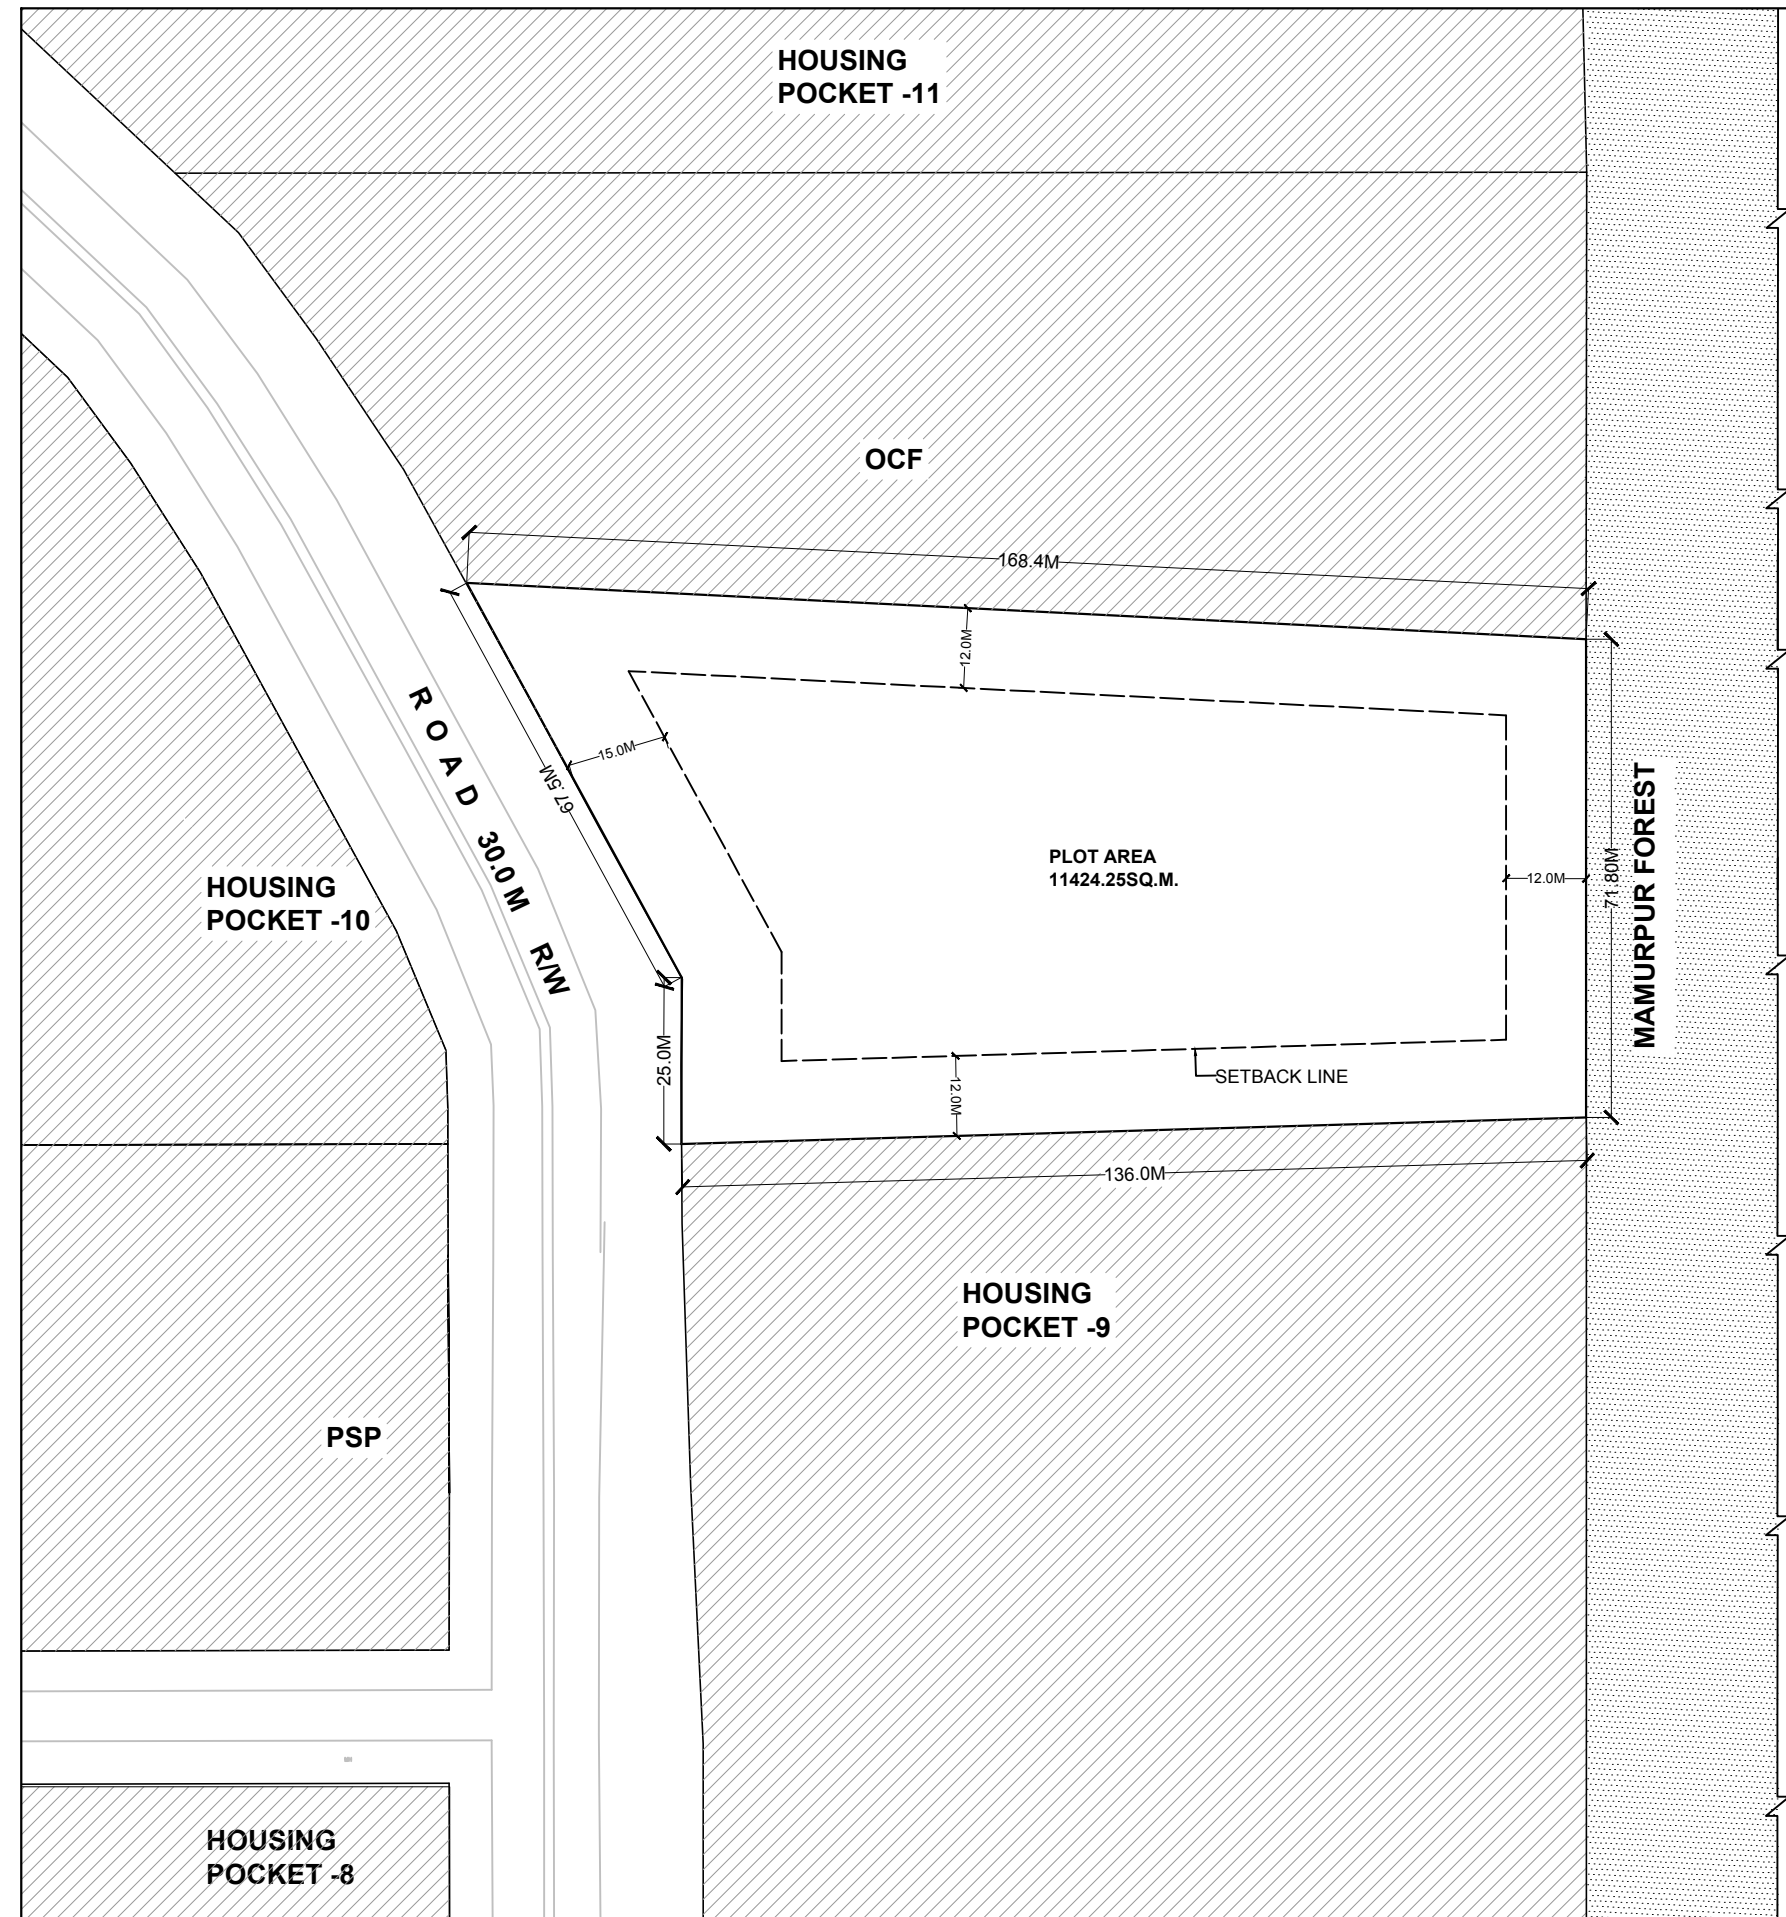 HOUSING
POCKET -11
OCF
168.4M
12.0M
15.0M
67.5M
ROAD 30.0 M R/W
PLOT AREA
11424.25SQ.M.
12.0M
71.80M
MAMURPUR FOREST
HOUSING
POCKET -10
25.0M
12.0M
SETBACK LINE
136.0M
HOUSING
POCKET -9
PSP
HOUSING
POCKET -8